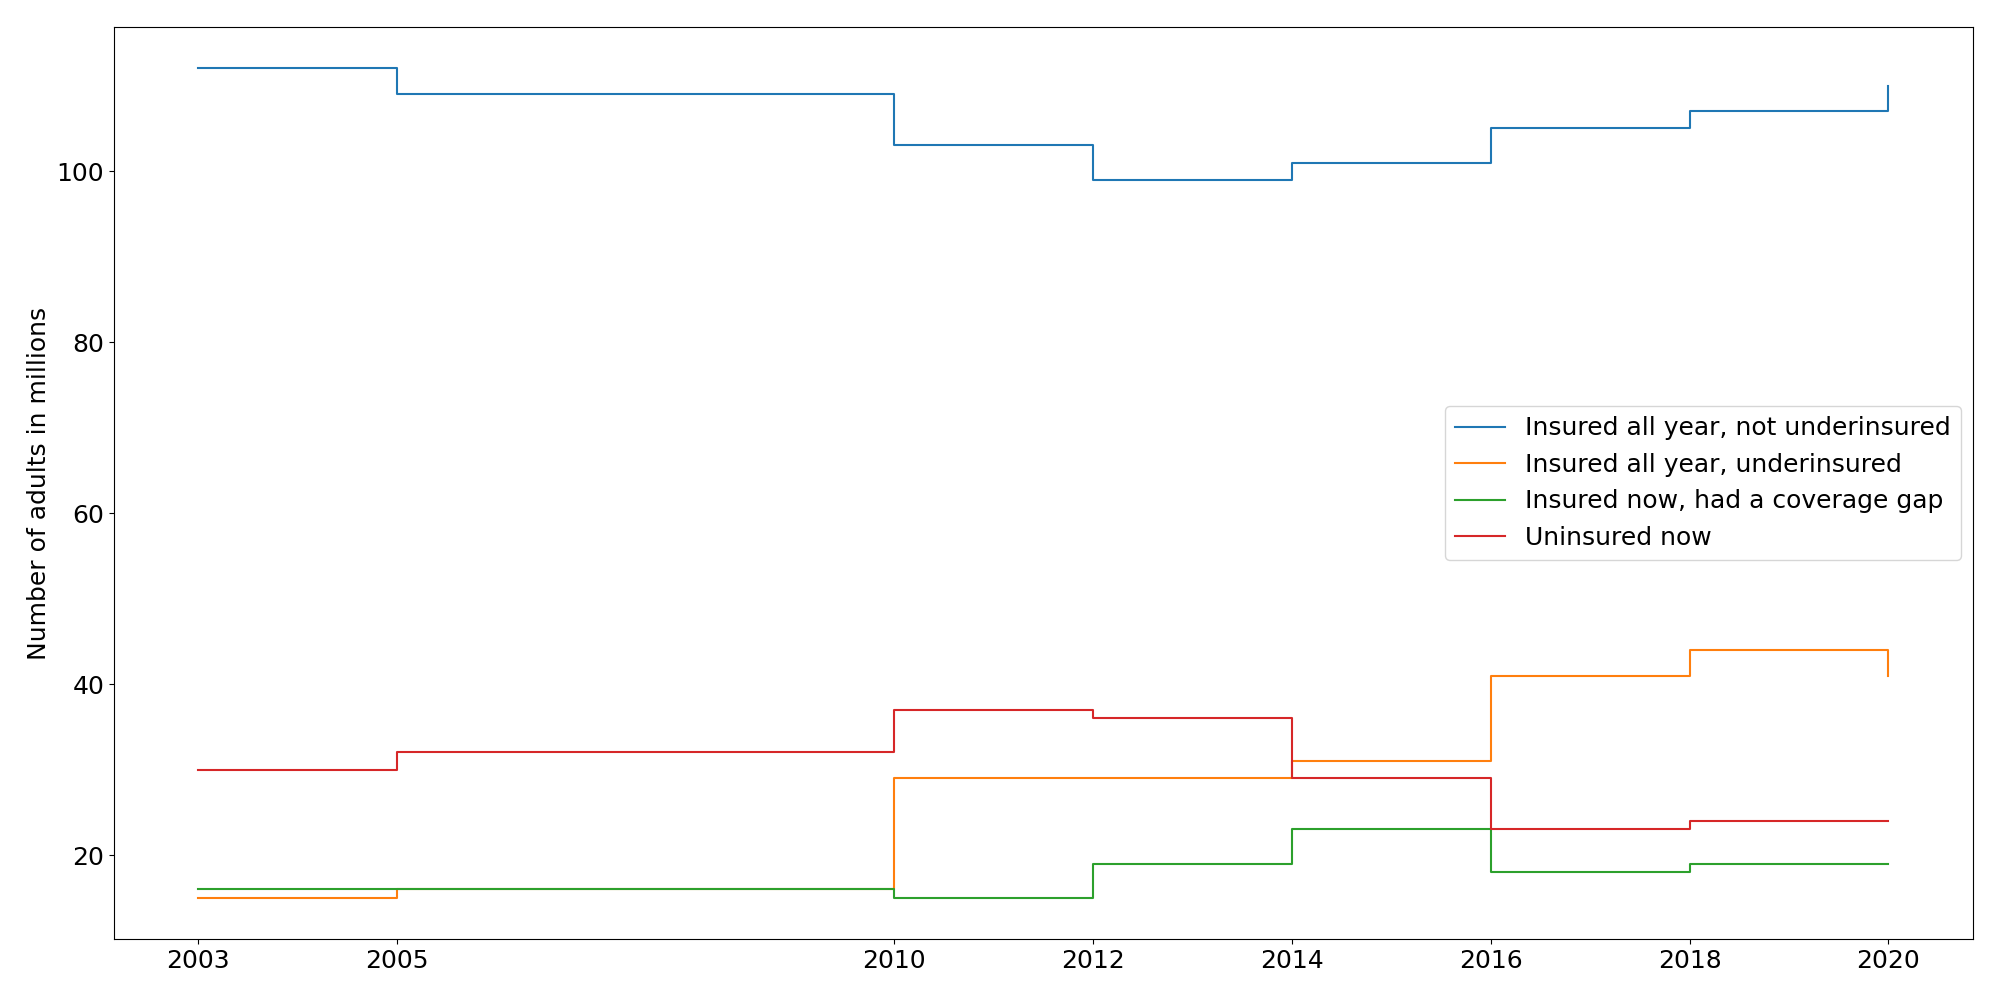 Number of adults in millions
100
80
60
40
20
2003 2005 2010 2012 2014 2016 2018 2020
Insured all year, not underinsured
Insured all year, underinsured
Insured now, had a coverage gap
Uninsured now